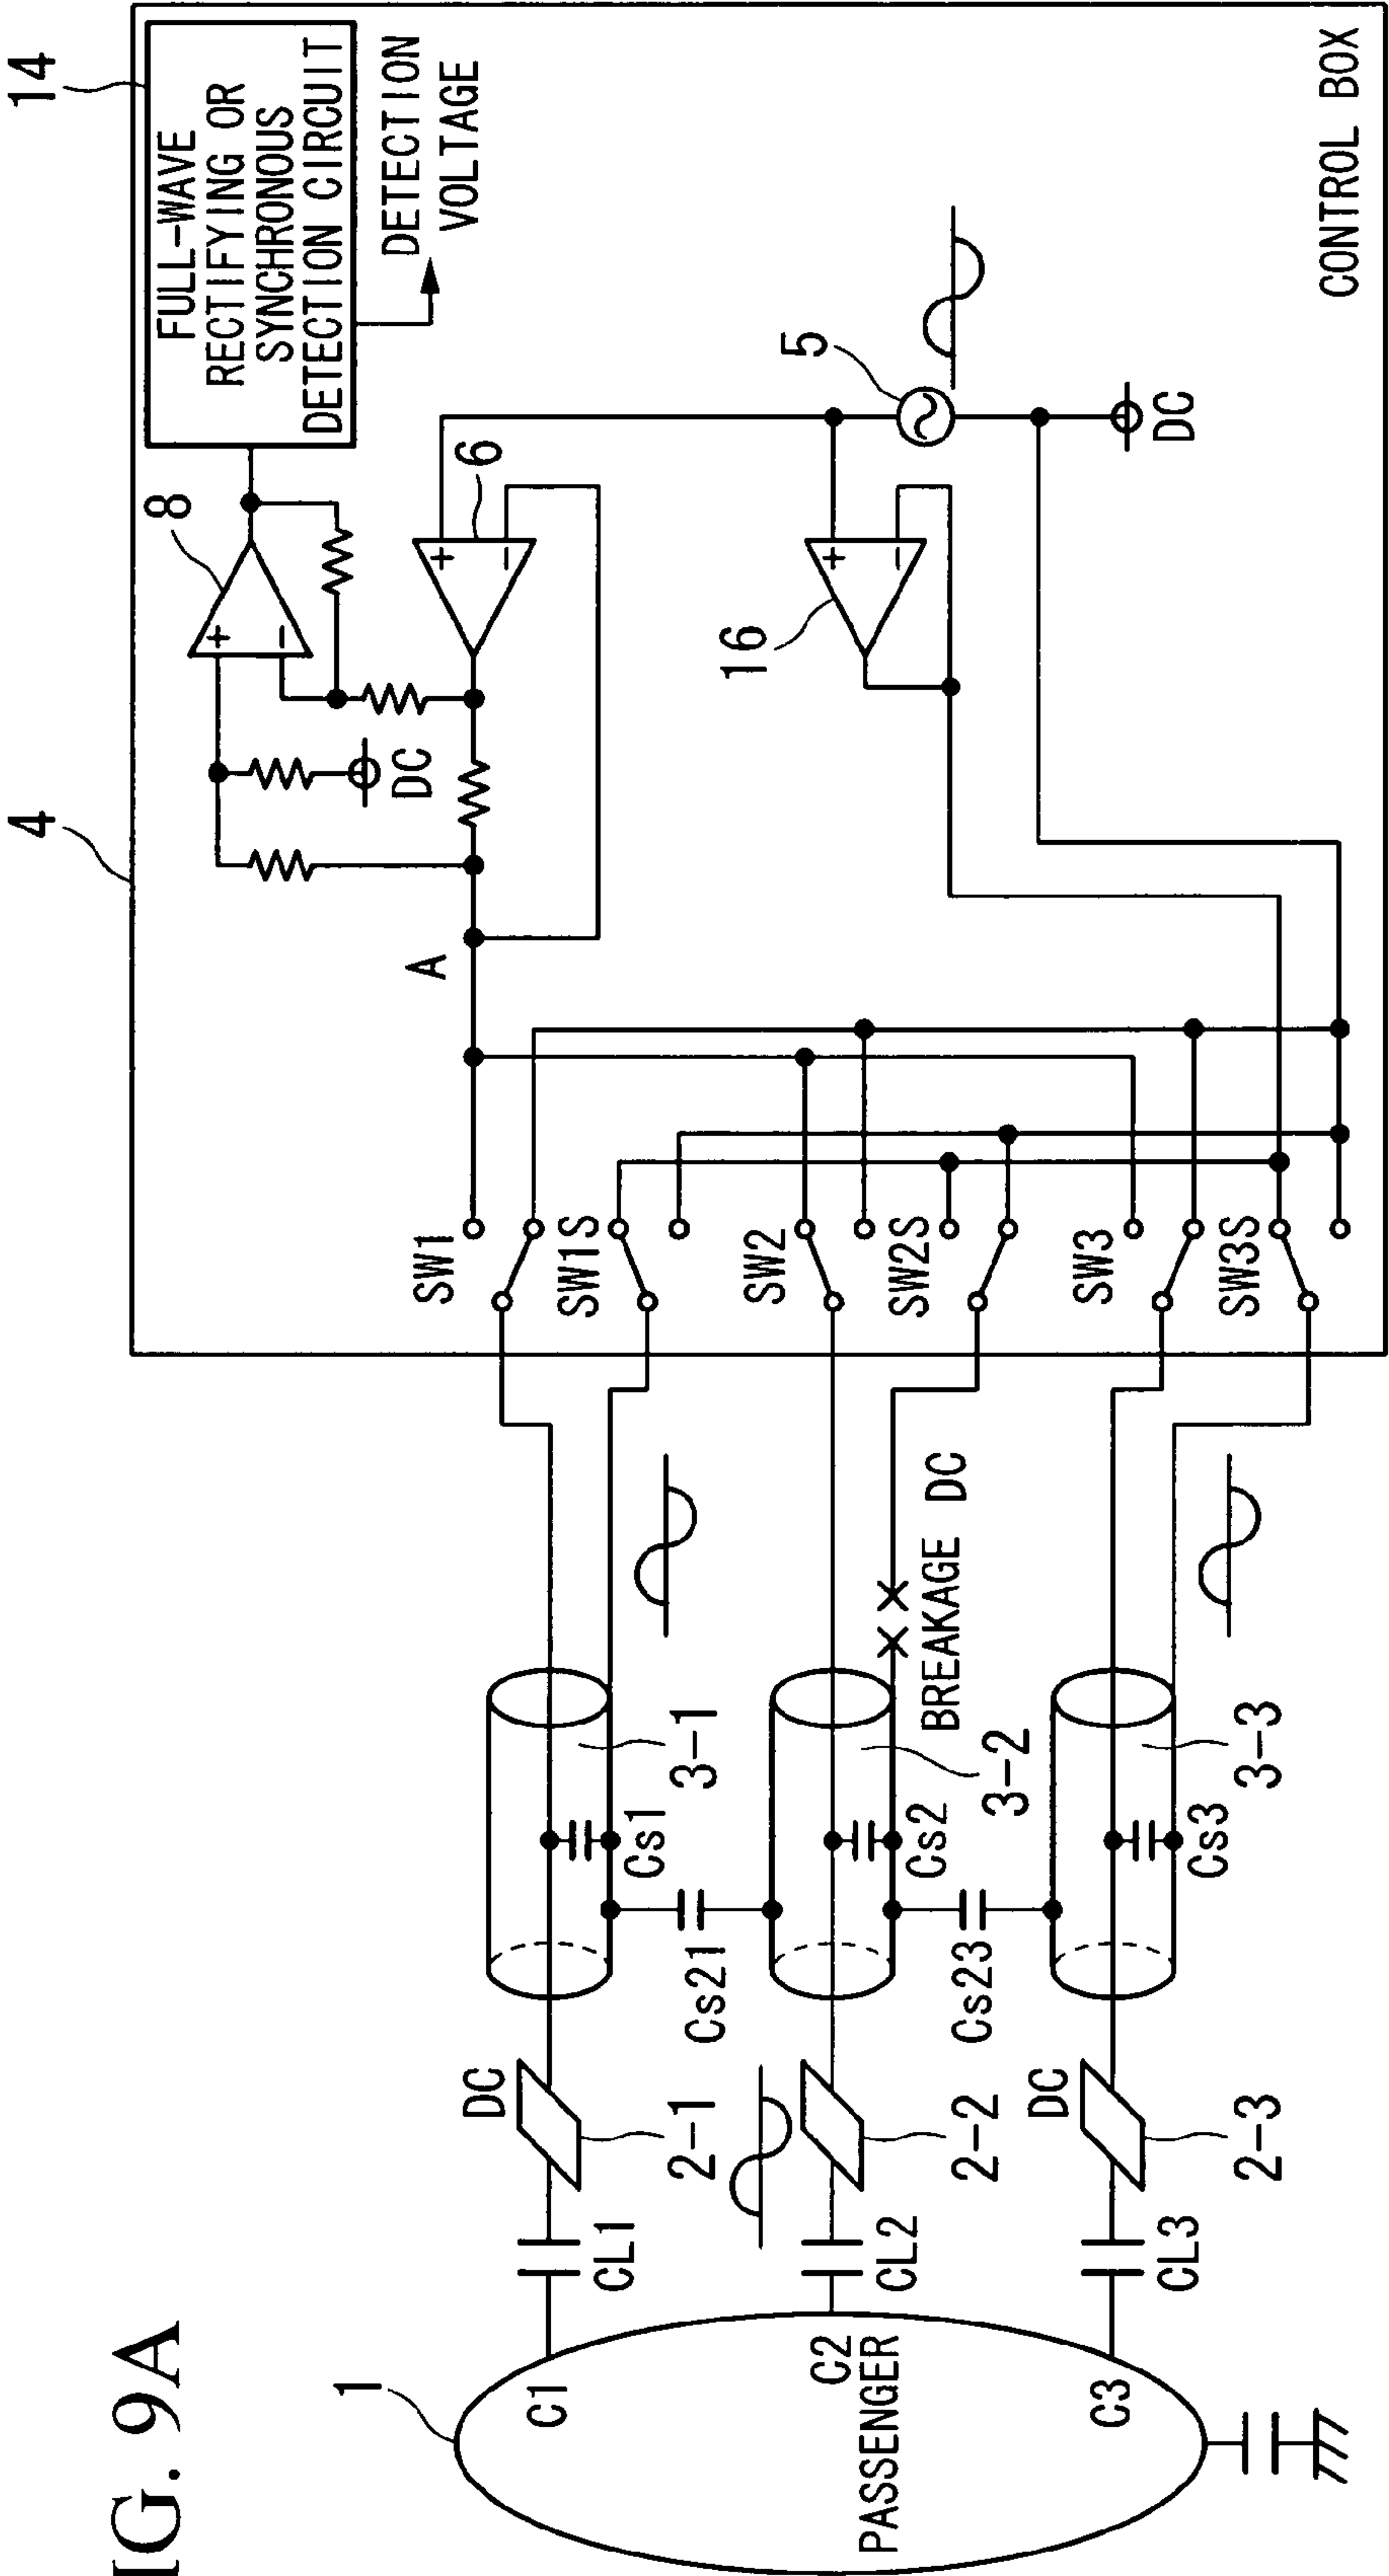 IG. 9A
1
C1
C2
PASSENGER
C3
CL1
CL2
CL3
DC
2-1
2-2
DC
2-3
Cs21
Cs23
Cs1
Cs2
Cs3
3-1
3-2
3-3
BREAKAGE DC
4
SW1
SW1S
SW2
SW2S
SW3
SW3S
A
DC
8
+
−
6
+
−
16
+
−
5
DC
14
FULL-WAVE
RECTIFYING OR
SYNCHRONOUS
DETECTION CIRCUIT
DETECTION
VOLTAGE
CONTROL BOX